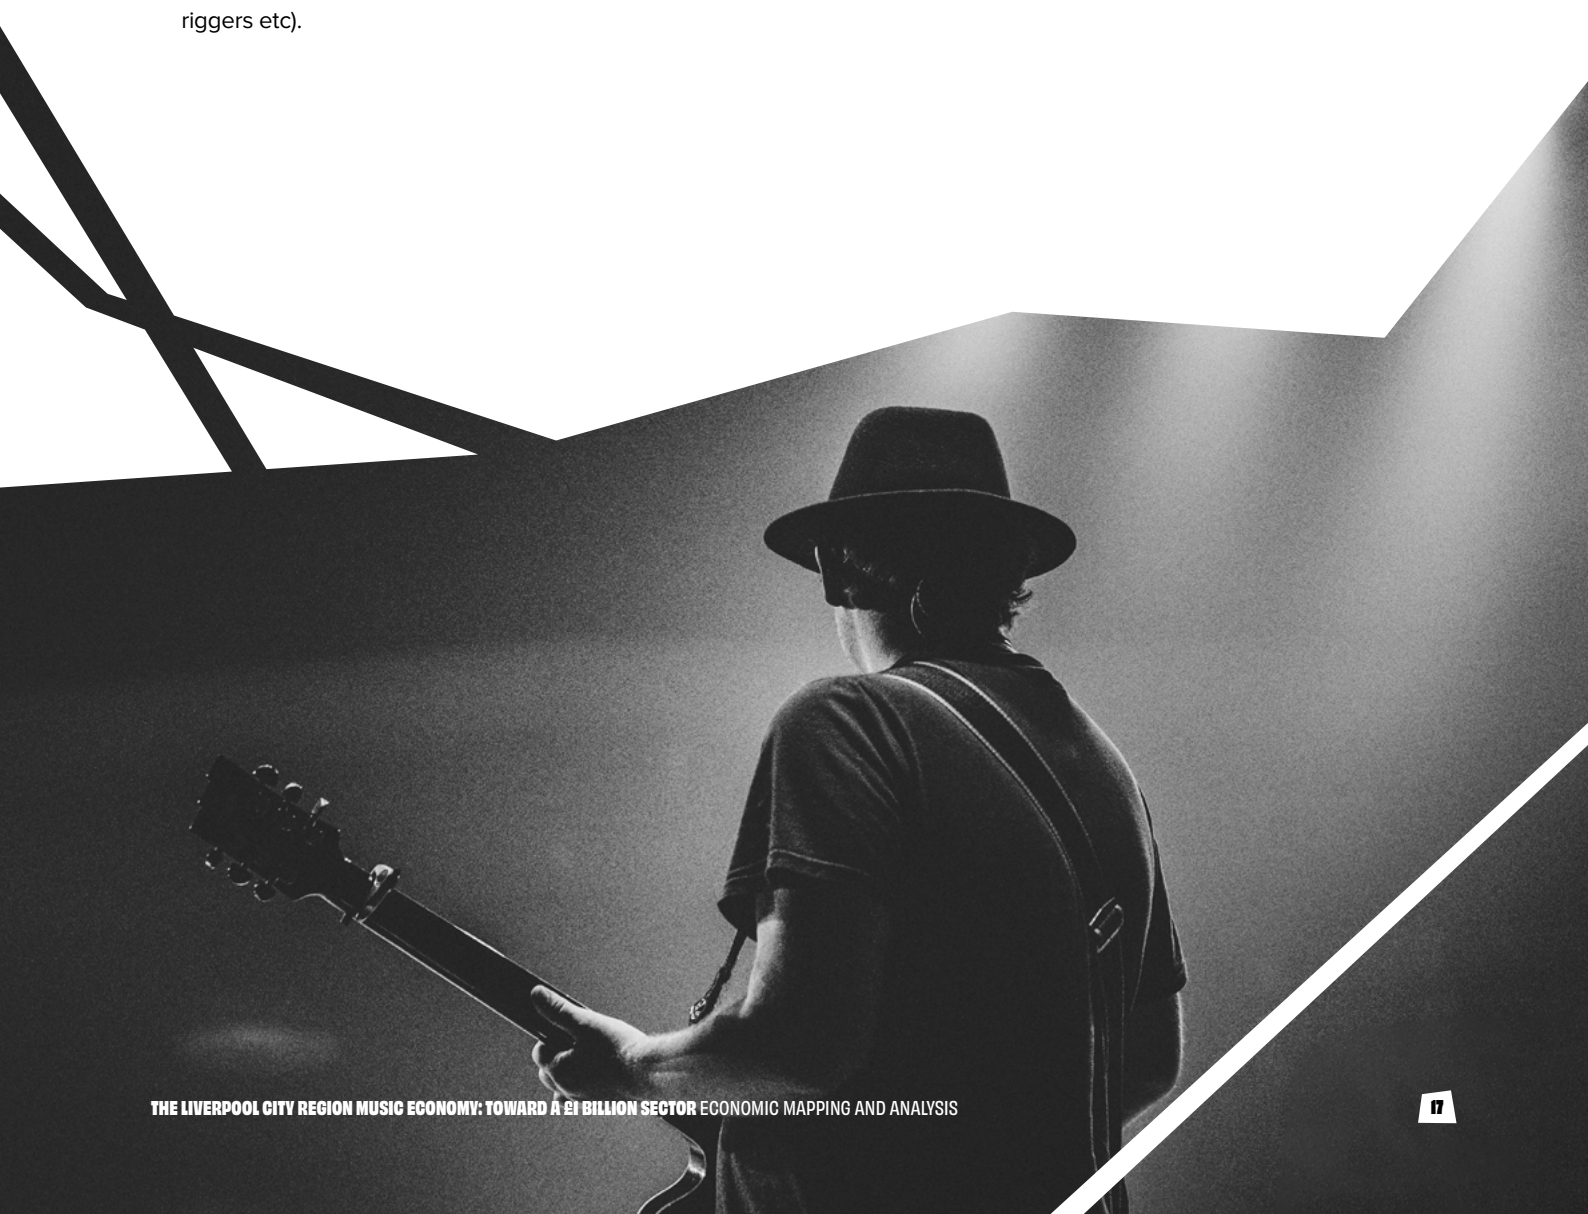 riggers etc).
THE LIVERPOOL CITY REGION MUSIC ECONOMY: TOWARD A £1 BILLION SECTOR ECONOMIC MAPPING AND ANALYSIS
17